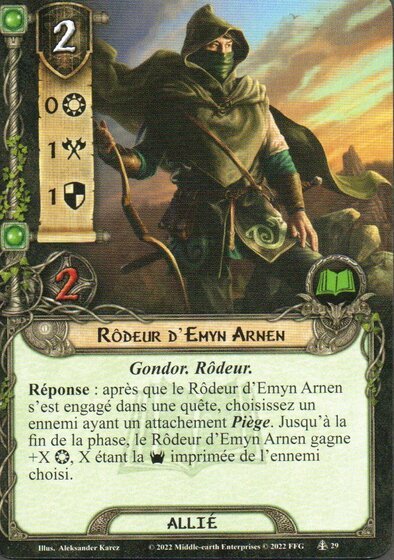 2
0
1
1
2
RÔDEUR D'EMYN ARNEN
Gondor. Rôdeur.
Réponse : après que le Rôdeur d'Emyn Arnen
s'est engagé dans une quête, choisissez un
ennemi ayant un attachement Piège. Jusqu'à la
fin de la phase, le Rôdeur d'Emyn Arnen gagne
+X , X étant la imprimée de l'ennemi
choisi.
ALLIÉ
Illus. Aleksander Karcz © 2022 Middle-earth Enterprises © 2022 FFG 29